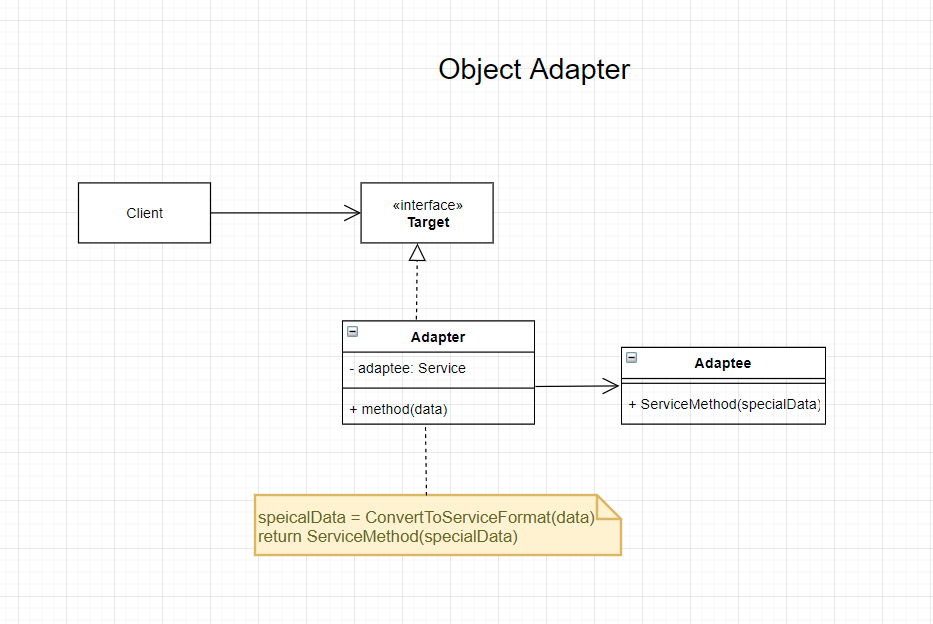 Object Adapter
Client
«interface»
Target
Adapter
- adaptee: Service
+ method(data)
Adaptee
+ ServiceMethod(specialData)
speicalData = ConvertToServiceFormat(data)
return ServiceMethod(specialData)